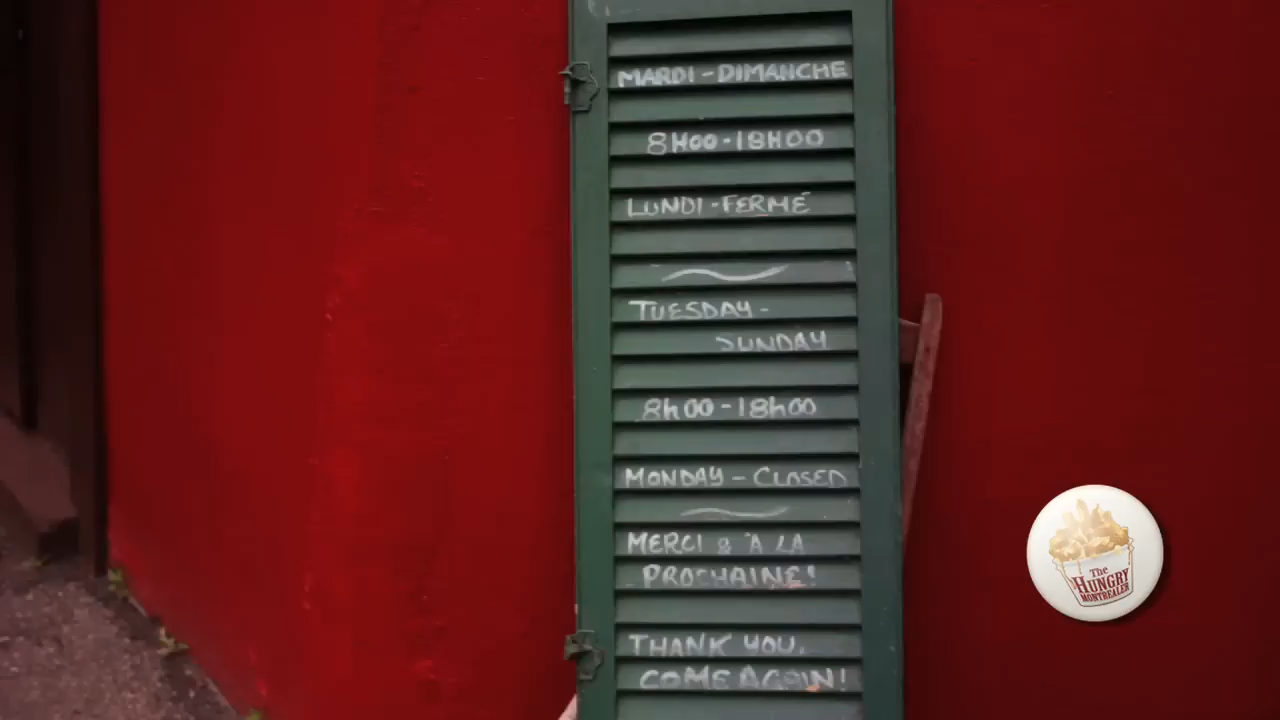 MARDI - DIMANCHE
8H00 - 18H00
LUNDI - FERMÉ
TUESDAY -
SUNDAY
8h00 - 18h00
MONDAY - CLOSED
MERCI & À LA
PROCHAINE!
THANK YOU,
COME AGAIN!
The
HUNGRY
MONTREALER